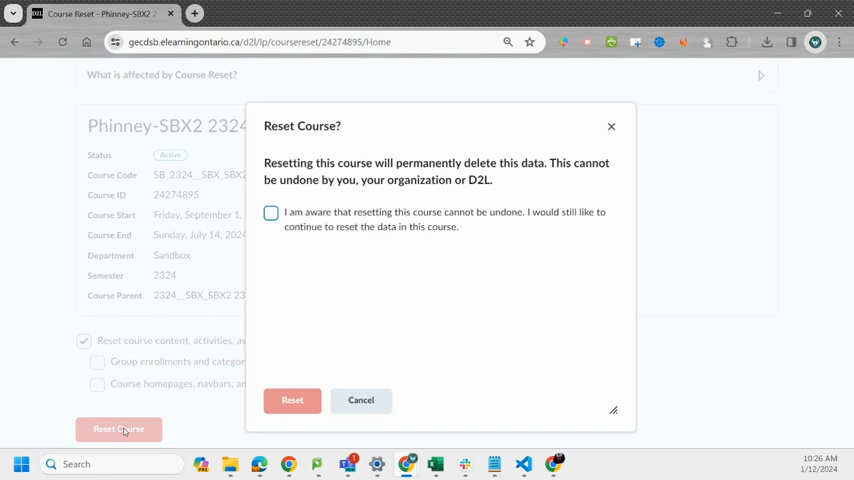 Course Reset - Phinney-SBX2 2
gecdsb.elearningontario.ca/d2l/lp/coursereset/24274895/Home
What is affected by Course Reset?
Phinney-SBX2 2324
Status Active
Course Code SB_2324__SBX_SBX
Course ID 24274895
Course Start Friday, September 1,
Course End Sunday, July 14, 2024
Department Sandbox
Semester 2324
Course Parent 2324__SBX_SBX2 23
Reset course content, activities, as
Group enrollments and categor
Course homepages, navbars, an
Reset Course
Reset Course?
Resetting this course will permanently delete this data. This cannot
be undone by you, your organization or D2L.
I am aware that resetting this course cannot be undone. I would still like to
continue to reset the data in this course.
Reset Cancel
Search
10:26 AM
1/12/2024